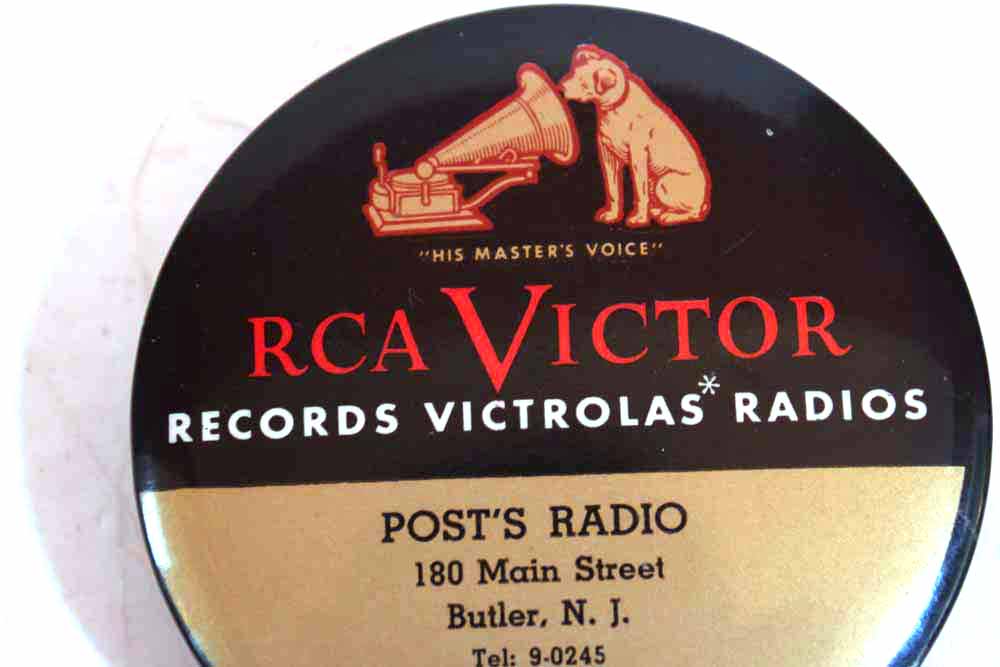 "HIS MASTER'S VOICE"
RCA VICTOR
RECORDS VICTROLAS* RADIOS
POST'S RADIO
180 Main Street
Butler, N. J.
Tel: 9-0245